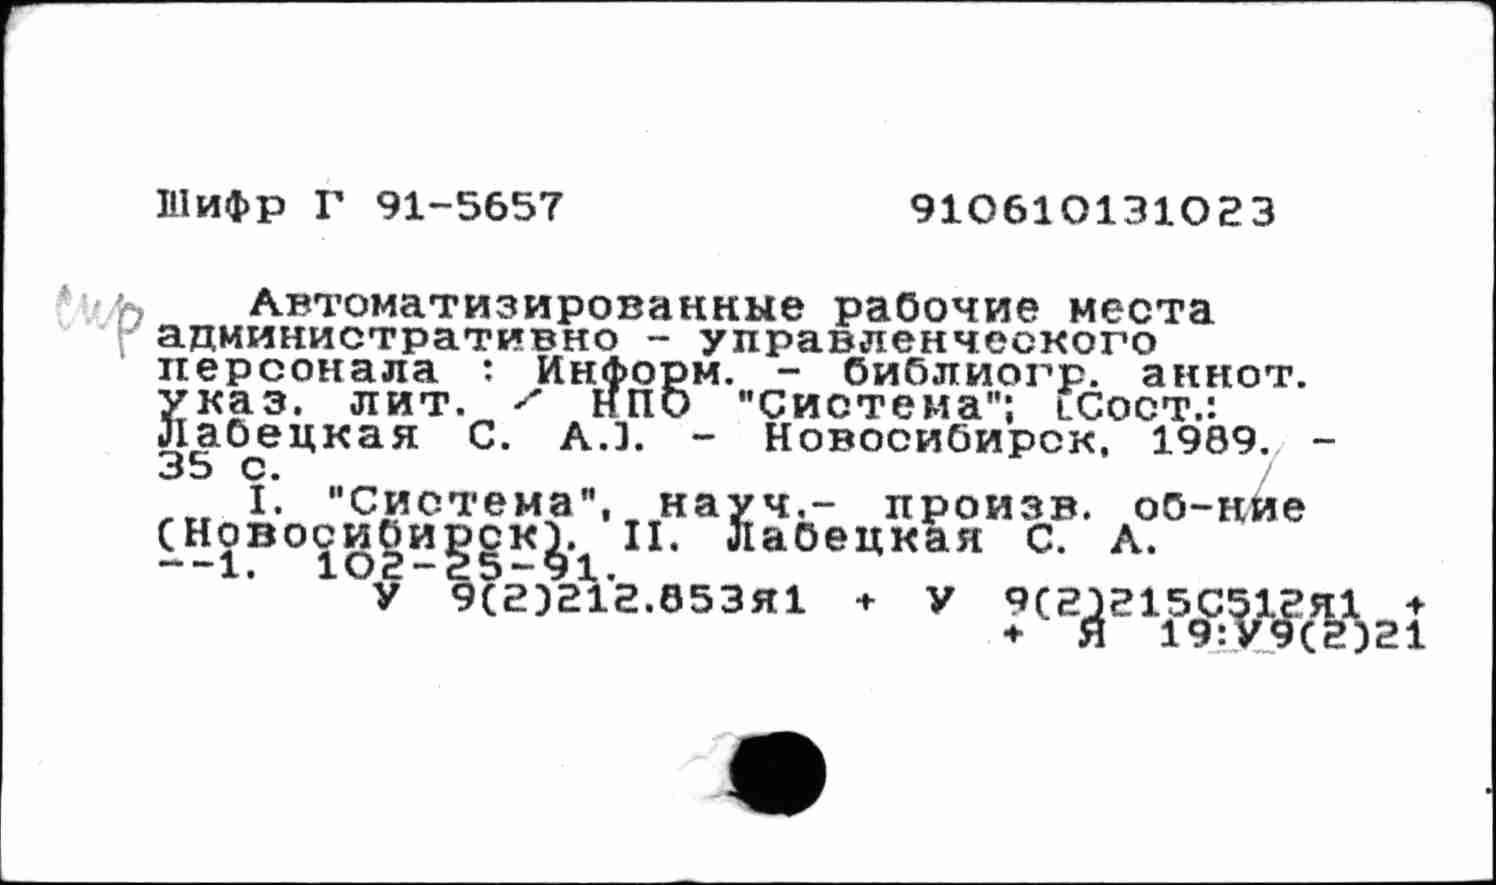 Шифр Г 91-5657 910610131023
Автоматизированные рабочие места
административно - управленческого
персонала : Информ. - библиогр. аннот.
указ. лит. / НПО "Система"; [Сост.:
Лабецкая С. А.]. - Новосибирск, 1989. -
35 с.
I. "Система", науч.- произв. об-ние
(Новосибирск). II. Лабецкая С. А.
--1. 102-25-91.
У 9(2)212.853я1 + У 9(2)215с512я1 +
+ Я 19:У9(2)21